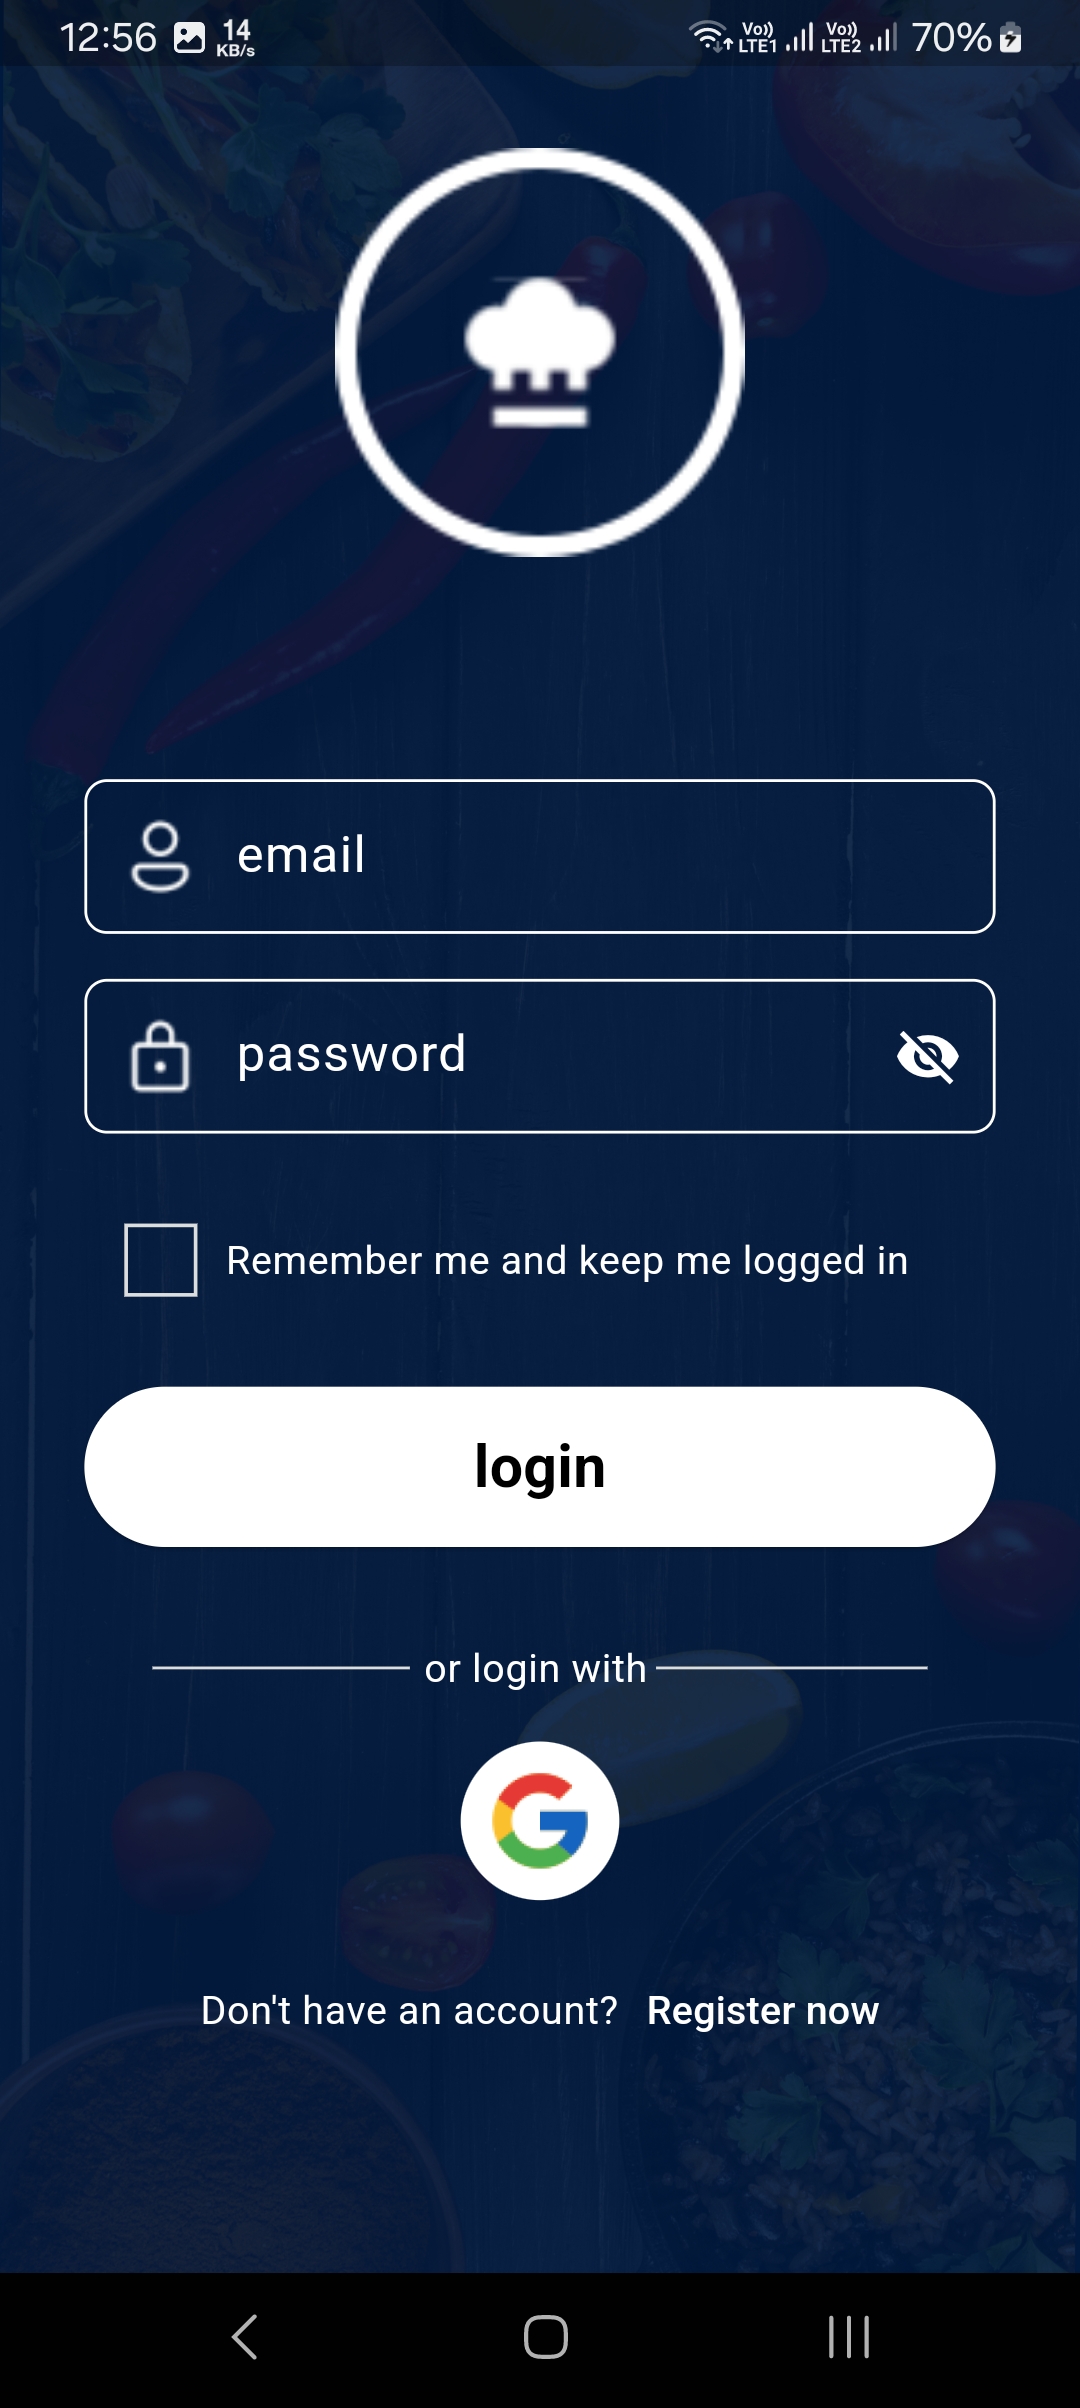 12:56 14 KB/s Vo)) LTE1 Vo)) LTE2 70%
email
password
Remember me and keep me logged in
login
or login with
Don't have an account? Register now